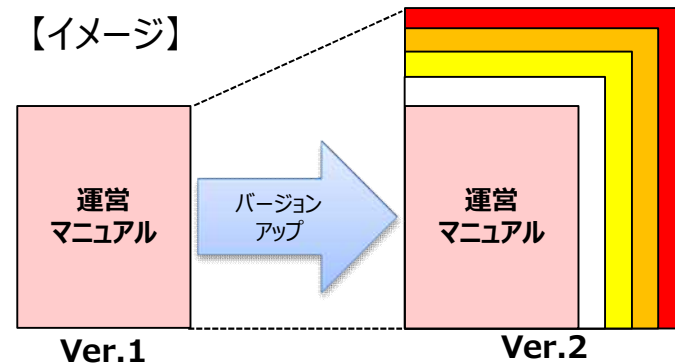 【イメージ】
運営
マニュアル
バージョン
アップ
運営
マニュアル
Ver.1
Ver.2